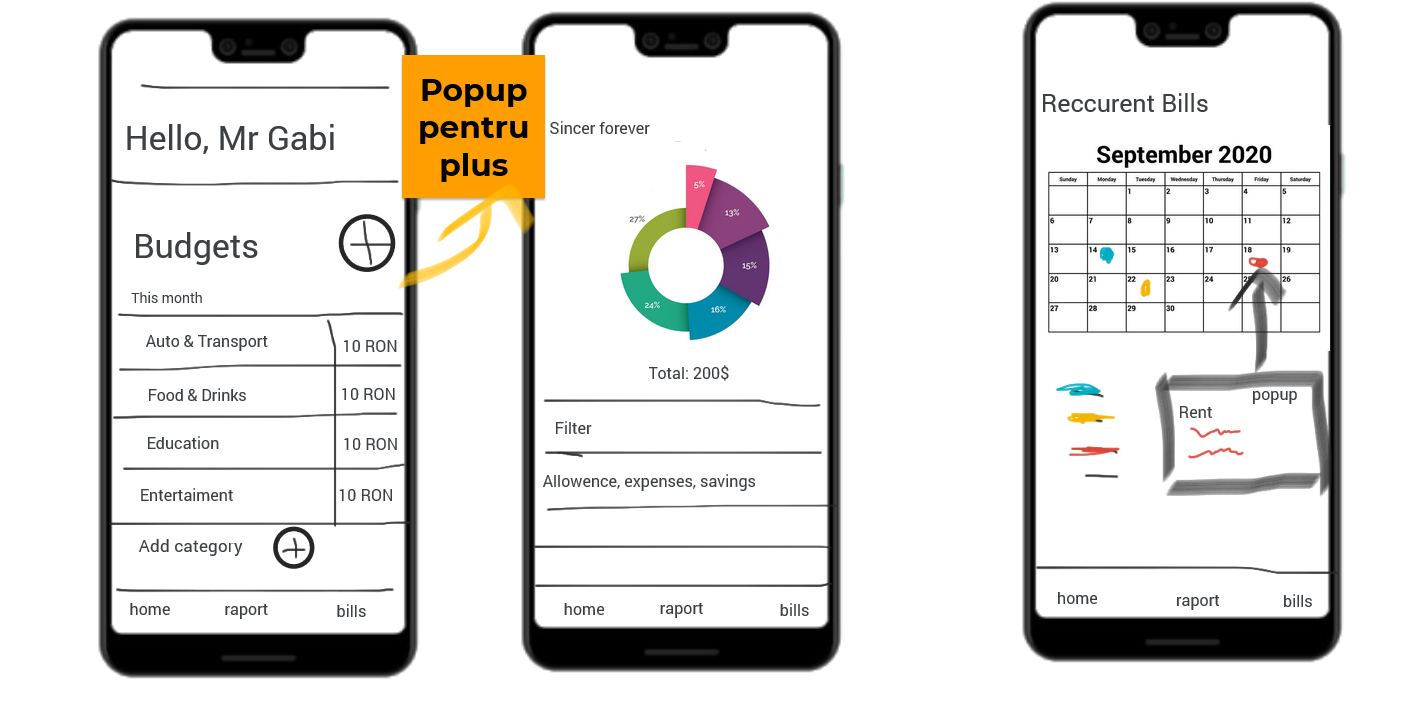 Hello, Mr Gabi
Budgets
This month
Auto & Transport 10 RON
Food & Drinks 10 RON
Education 10 RON
Entertaiment 10 RON
Add category
home raport bills
Popup
pentru
plus
Sincer forever
5%
13%
27%
15%
24%
16%
Total: 200$
Filter
Allowence, expenses, savings
home raport bills
Reccurent Bills
September 2020
Sunday Monday Tuesday Wednesday Thursday Friday Saturday
1 2 3 4 5
6 7 8 9 10 11 12
13 14 15 16 17 18 19
20 21 22 23 24 25 26
27 28 29 30
popup
Rent
home raport bills